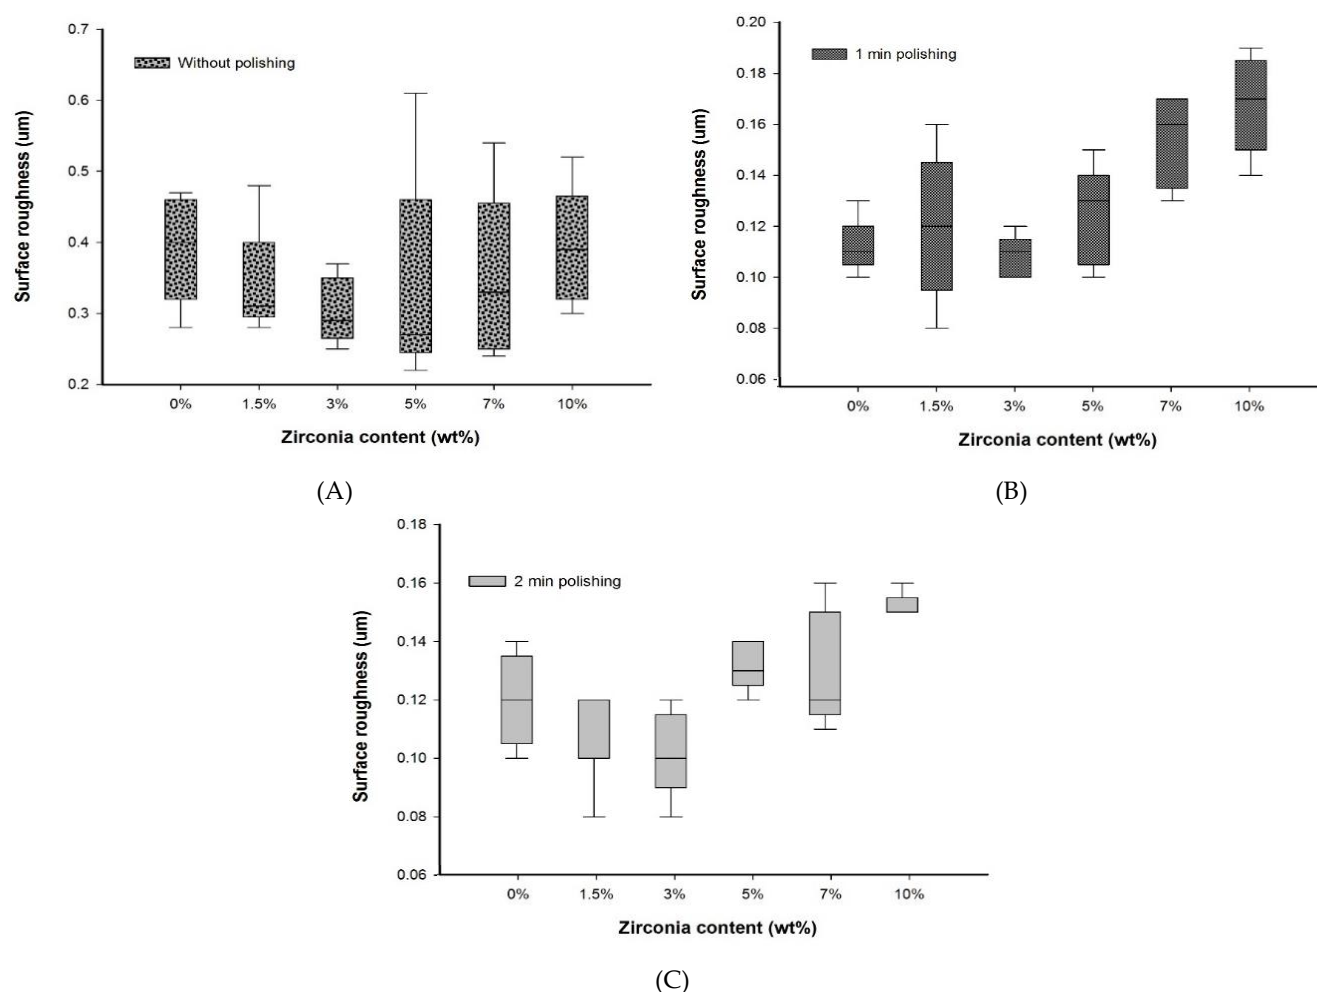 0.7
Without polishing
0.6
0.5
0.4
0.3
0.2
Surface roughness (um)
0% 1.5% 3% 5% 7% 10%
Zirconia content (wt%)
(A)
0.20
1 min polishing
0.18
0.16
0.14
0.12
0.10
0.08
0.06
Surface roughness (um)
0% 1.5% 3% 5% 7% 10%
Zirconia content (wt%)
(B)
0.18
0.16
2 min polishing
0.14
0.12
0.10
0.08
0.06
Surface roughness (um)
0% 1.5% 3% 5% 7% 10%
Zirconia content (wt%)
(C)